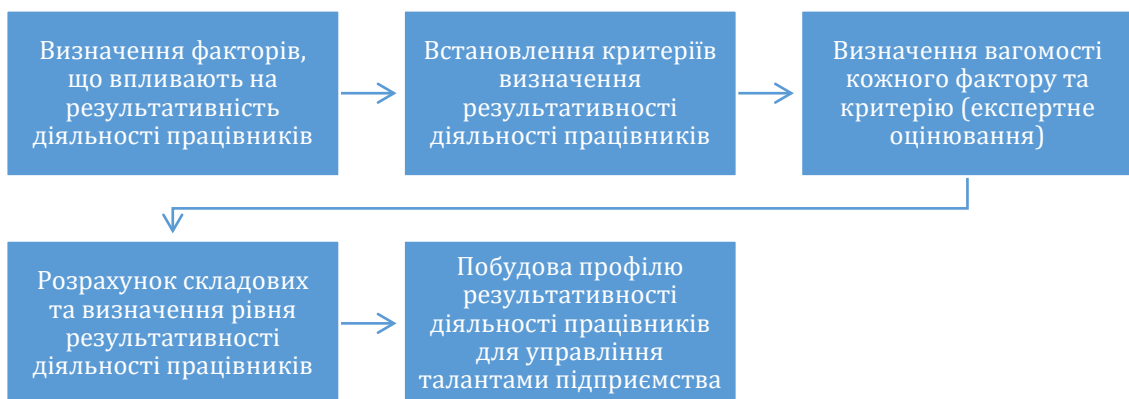 Визначення факторів,
що впливають на
результативність
діяльності працівників
Встановлення критеріїв
визначення
результативності
діяльності працівників
Визначення вагомості
кожного фактору та
критерію (експертне
оцінювання)
Розрахунок складових
та визначення рівня
результативності
діяльності працівників
Побудова профілю
результативності
діяльності працівників
для управління
талантами підприємства